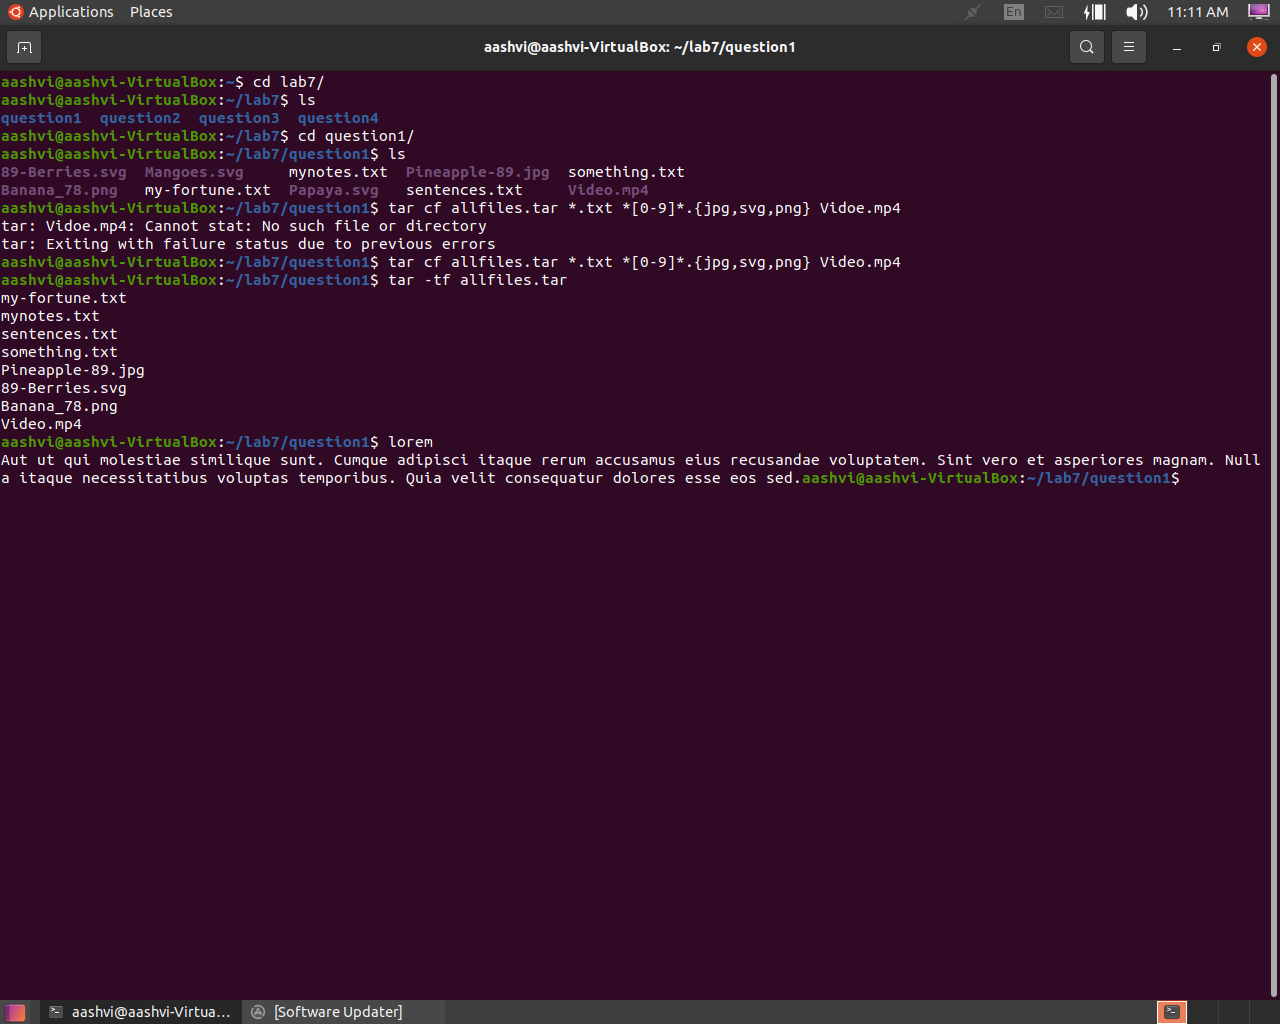 Applications Places En 11:11 AM
aashvi@aashvi-VirtualBox: ~/lab7/question1
aashvi@aashvi-VirtualBox:~$ cd lab7/
aashvi@aashvi-VirtualBox:~/lab7$ ls
question1  question2  question3  question4
aashvi@aashvi-VirtualBox:~/lab7$ cd question1/
aashvi@aashvi-VirtualBox:~/lab7/question1$ ls
89-Berries.svg  Mangoes.svg     mynotes.txt  Pineapple-89.jpg  something.txt
Banana_78.png   my-fortune.txt  Papaya.svg   sentences.txt     Video.mp4
aashvi@aashvi-VirtualBox:~/lab7/question1$ tar cf allfiles.tar *.txt *[0-9]*.{jpg,svg,png} Vidoe.mp4
tar: Vidoe.mp4: Cannot stat: No such file or directory
tar: Exiting with failure status due to previous errors
aashvi@aashvi-VirtualBox:~/lab7/question1$ tar cf allfiles.tar *.txt *[0-9]*.{jpg,svg,png} Video.mp4
aashvi@aashvi-VirtualBox:~/lab7/question1$ tar -tf allfiles.tar
my-fortune.txt
mynotes.txt
sentences.txt
something.txt
Pineapple-89.jpg
89-Berries.svg
Banana_78.png
Video.mp4
aashvi@aashvi-VirtualBox:~/lab7/question1$ lorem
Aut ut qui molestiae similique sunt. Cumque adipisci itaque rerum accusamus eius recusandae voluptatem. Sint vero et asperiores magnam. Null
a itaque necessitatibus voluptas temporibus. Quia velit consequatur dolores esse eos sed.aashvi@aashvi-VirtualBox:~/lab7/question1$
aashvi@aashvi-Virtua... [Software Updater]